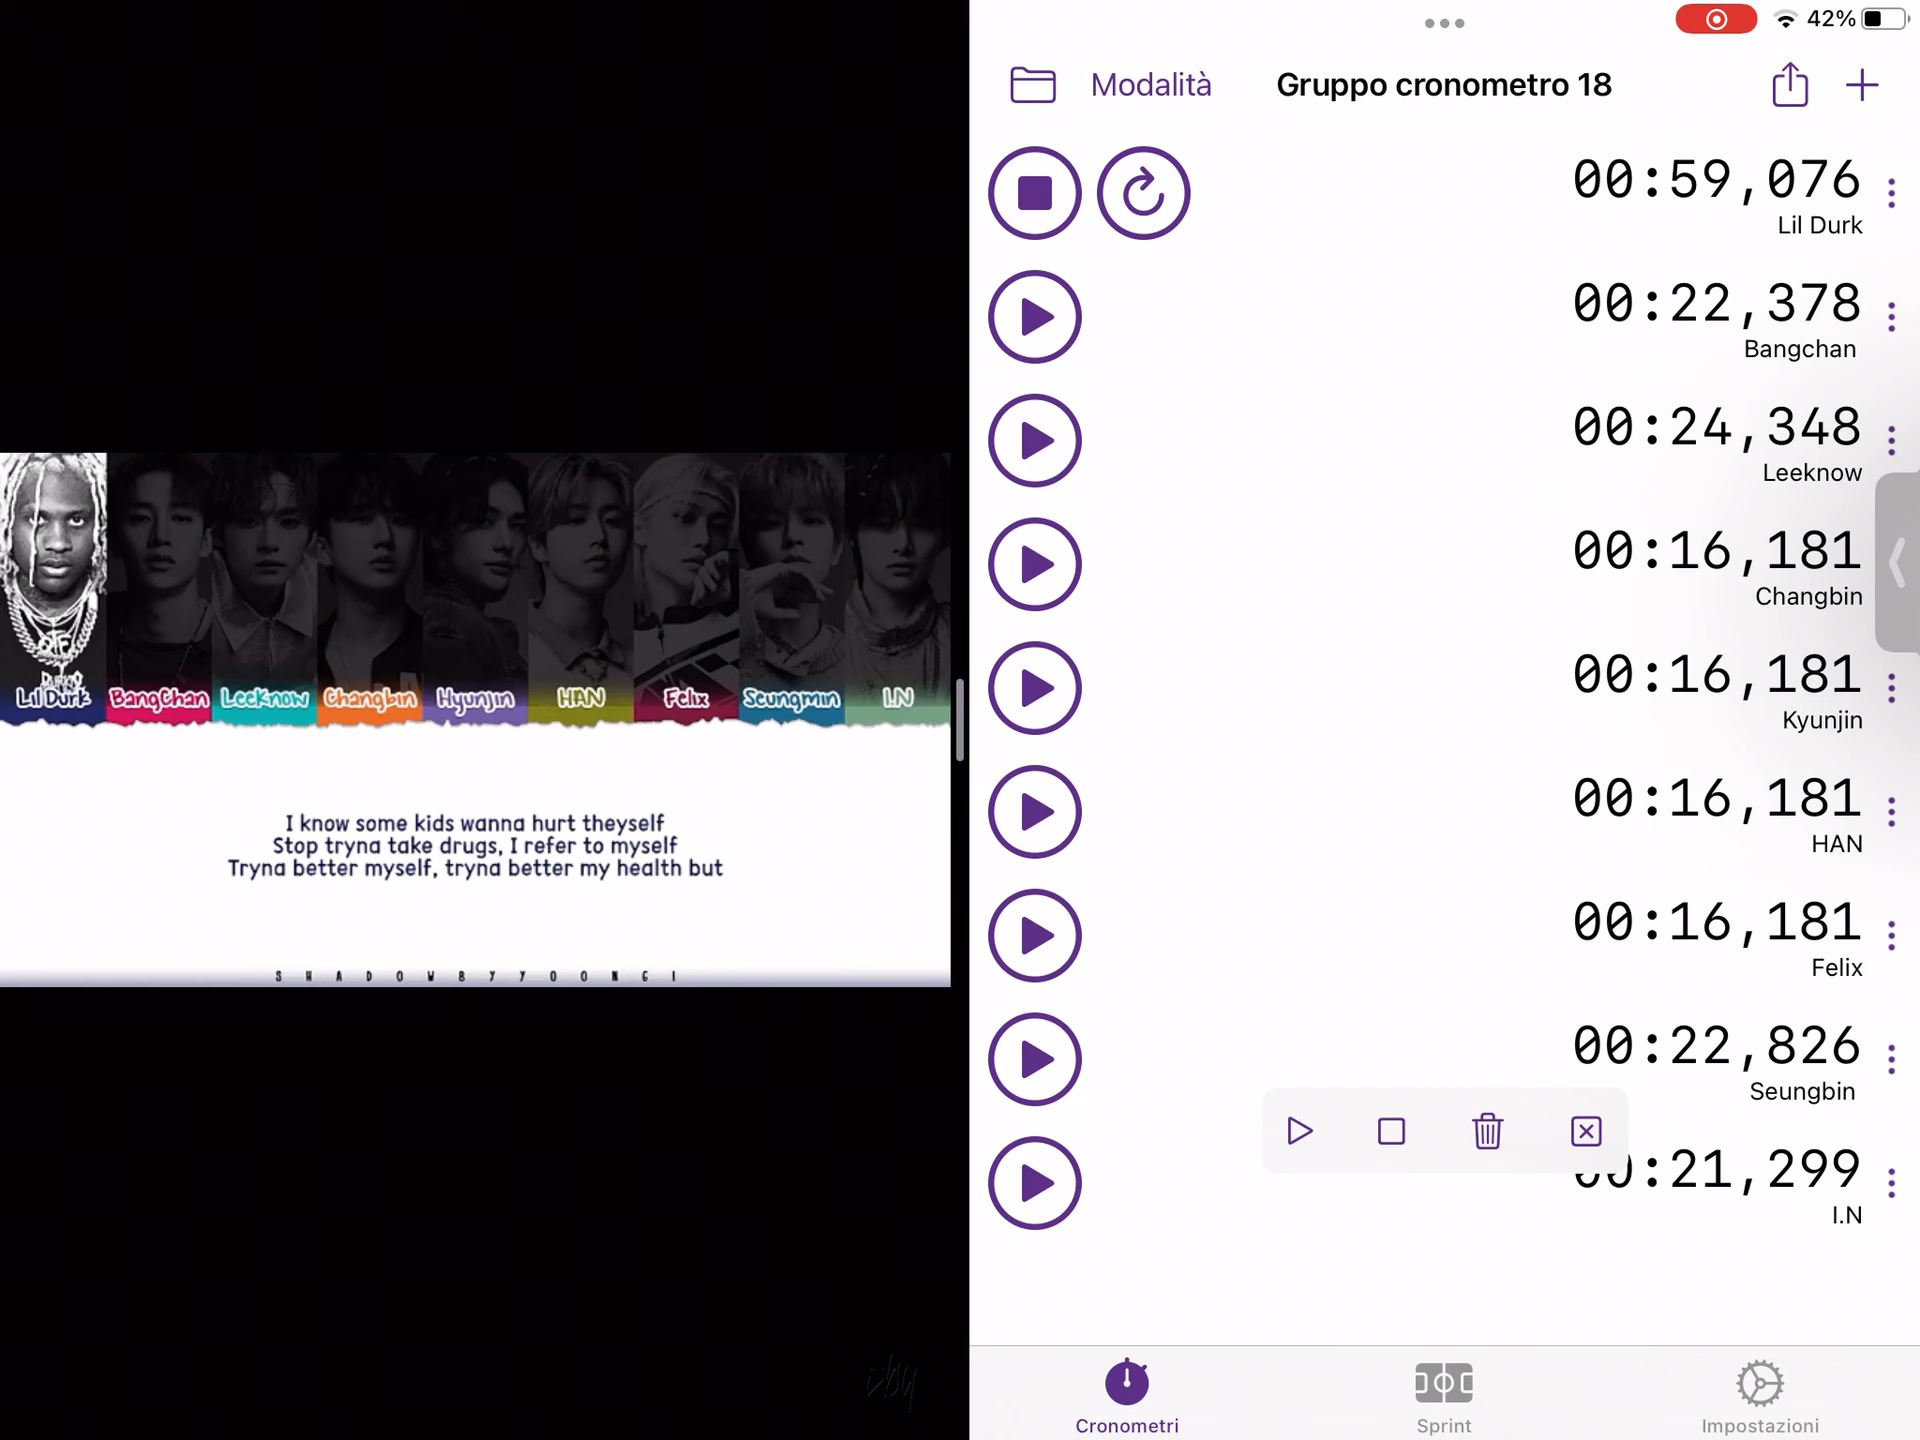 Lil Durk
BangChan
LeeKnow
Changbin
Hyunjin
HAN
Felix
Seungmin
I.N
I know some kids wanna hurt theyself
Stop tryna take drugs, I refer to myself
Tryna better myself, tryna better my health but
SHADOWBYYOONGI
42%
Modalità
Gruppo cronometro 18
00:59,076
Lil Durk
00:22,378
Bangchan
00:24,348
Leeknow
00:16,181
Changbin
00:16,181
Kyunjin
00:16,181
HAN
00:16,181
Felix
00:22,826
Seungbin
00:21,299
I.N
Cronometri
Sprint
Impostazioni